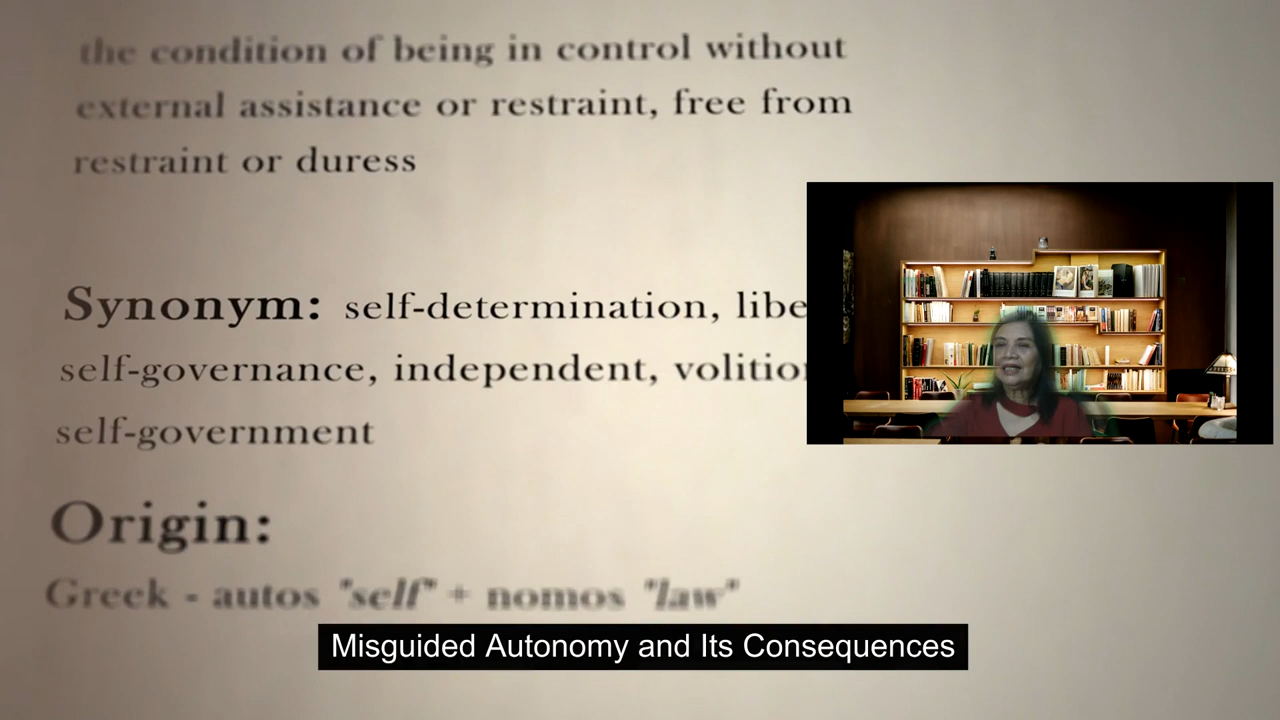 the condition of being in control without
external assistance or restraint, free from
restraint or duress
Synonym: self-determination, libe
self-governance, independent, volitio
self-government
Origin:
Greek - autos "self" + nomos "law"
Misguided Autonomy and Its Consequences